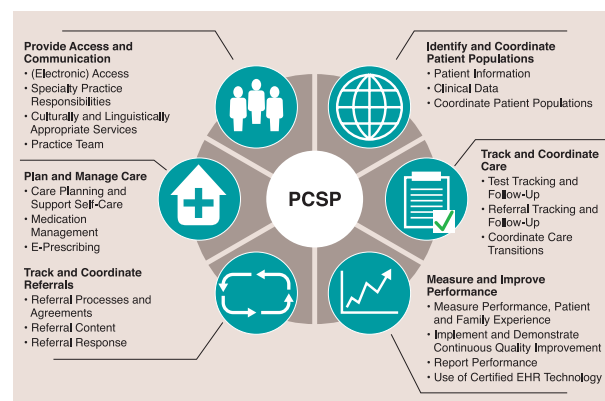 Provide Access and
Communication
• (Electronic) Access
• Specialty Practice
Responsibilities
• Culturally and Linguistically
Appropriate Services
• Practice Team
Plan and Manage Care
• Care Planning and
Support Self-Care
• Medication
Management
• E-Prescribing
Track and Coordinate
Referrals
• Referral Processes and
Agreements
• Referral Content
• Referral Response
PCSP
Identify and Coordinate
Patient Populations
• Patient Information
• Clinical Data
• Coordinate Patient Populations
Track and Coordinate
Care
• Test Tracking and
Follow-Up
• Referral Tracking and
Follow-Up
• Coordinate Care
Transitions
Measure and Improve
Performance
• Measure Performance, Patient
and Family Experience
• Implement and Demonstrate
Continuous Quality Improvement
• Report Performance
• Use of Certified EHR Technology